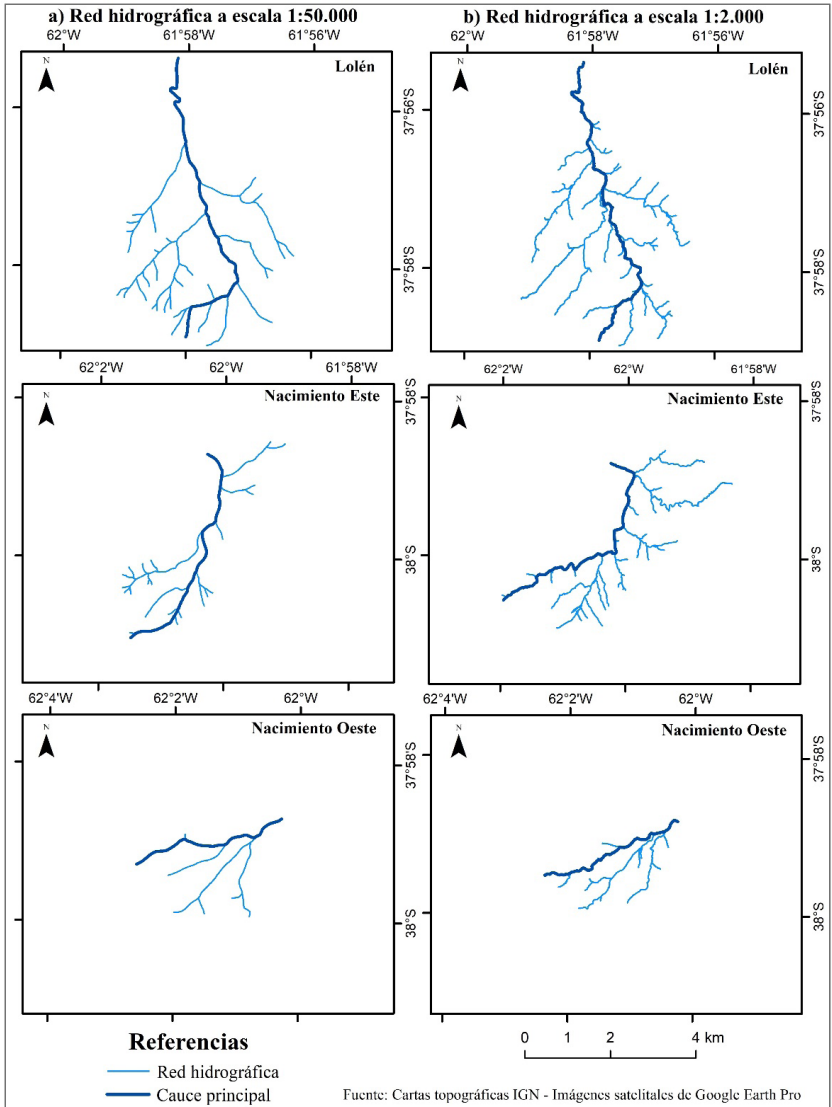 a) Red hidrográfica a escala 1:50.000
b) Red hidrográfica a escala 1:2.000
62°W 61°58'W 61°56'W
62°W 61°58'W 61°56'W
N
Lolén
37°56'S
37°58'S
N
Lolén
37°56'S
37°58'S
62°2'W 62°W 61°58'W
62°2'W 62°W 61°58'W
N
Nacimiento Este
37°58'S
38°S
N
Nacimiento Este
37°58'S
38°S
62°4'W 62°2'W 62°W
62°4'W 62°2'W 62°W
N
Nacimiento Oeste
37°58'S
38°S
N
Nacimiento Oeste
37°58'S
38°S
Referencias
Red hidrográfica
Cauce principal
0 1 2 4 km
Fuente: Cartas topográficas IGN - Imágenes satelitales de Google Earth Pro